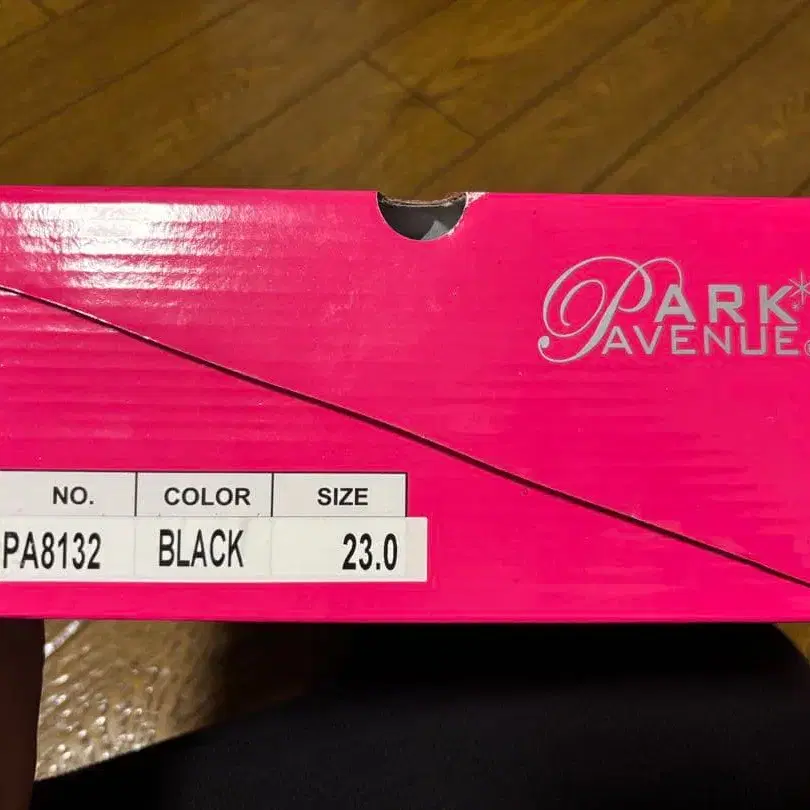 PARK
AVENUE
NO. COLOR SIZE
PA8132 BLACK 23.0